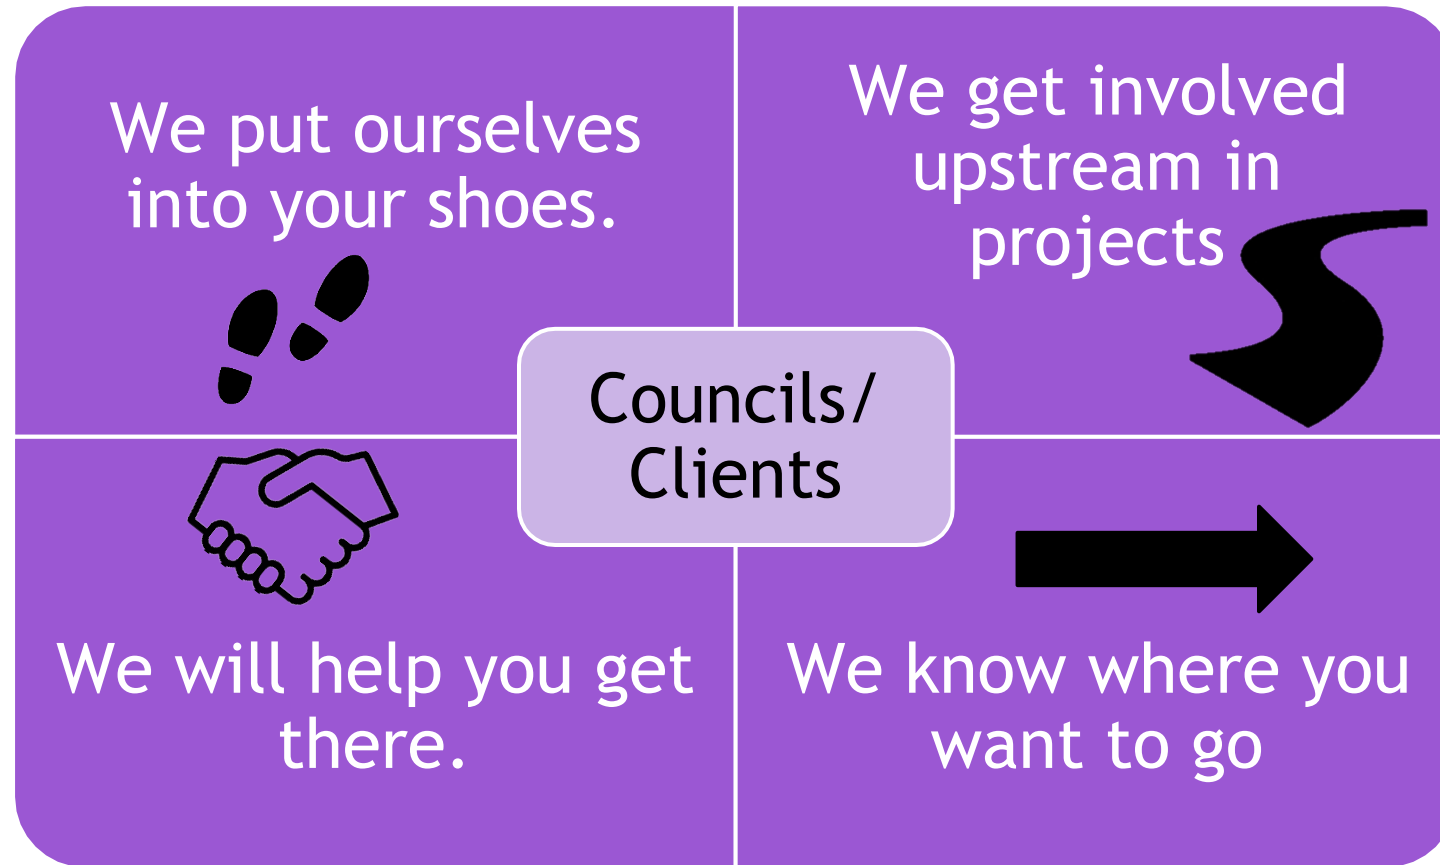 We put ourselves
into your shoes.
We get involved
upstream in
projects
Councils/
Clients
We will help you get
there.
We know where you
want to go